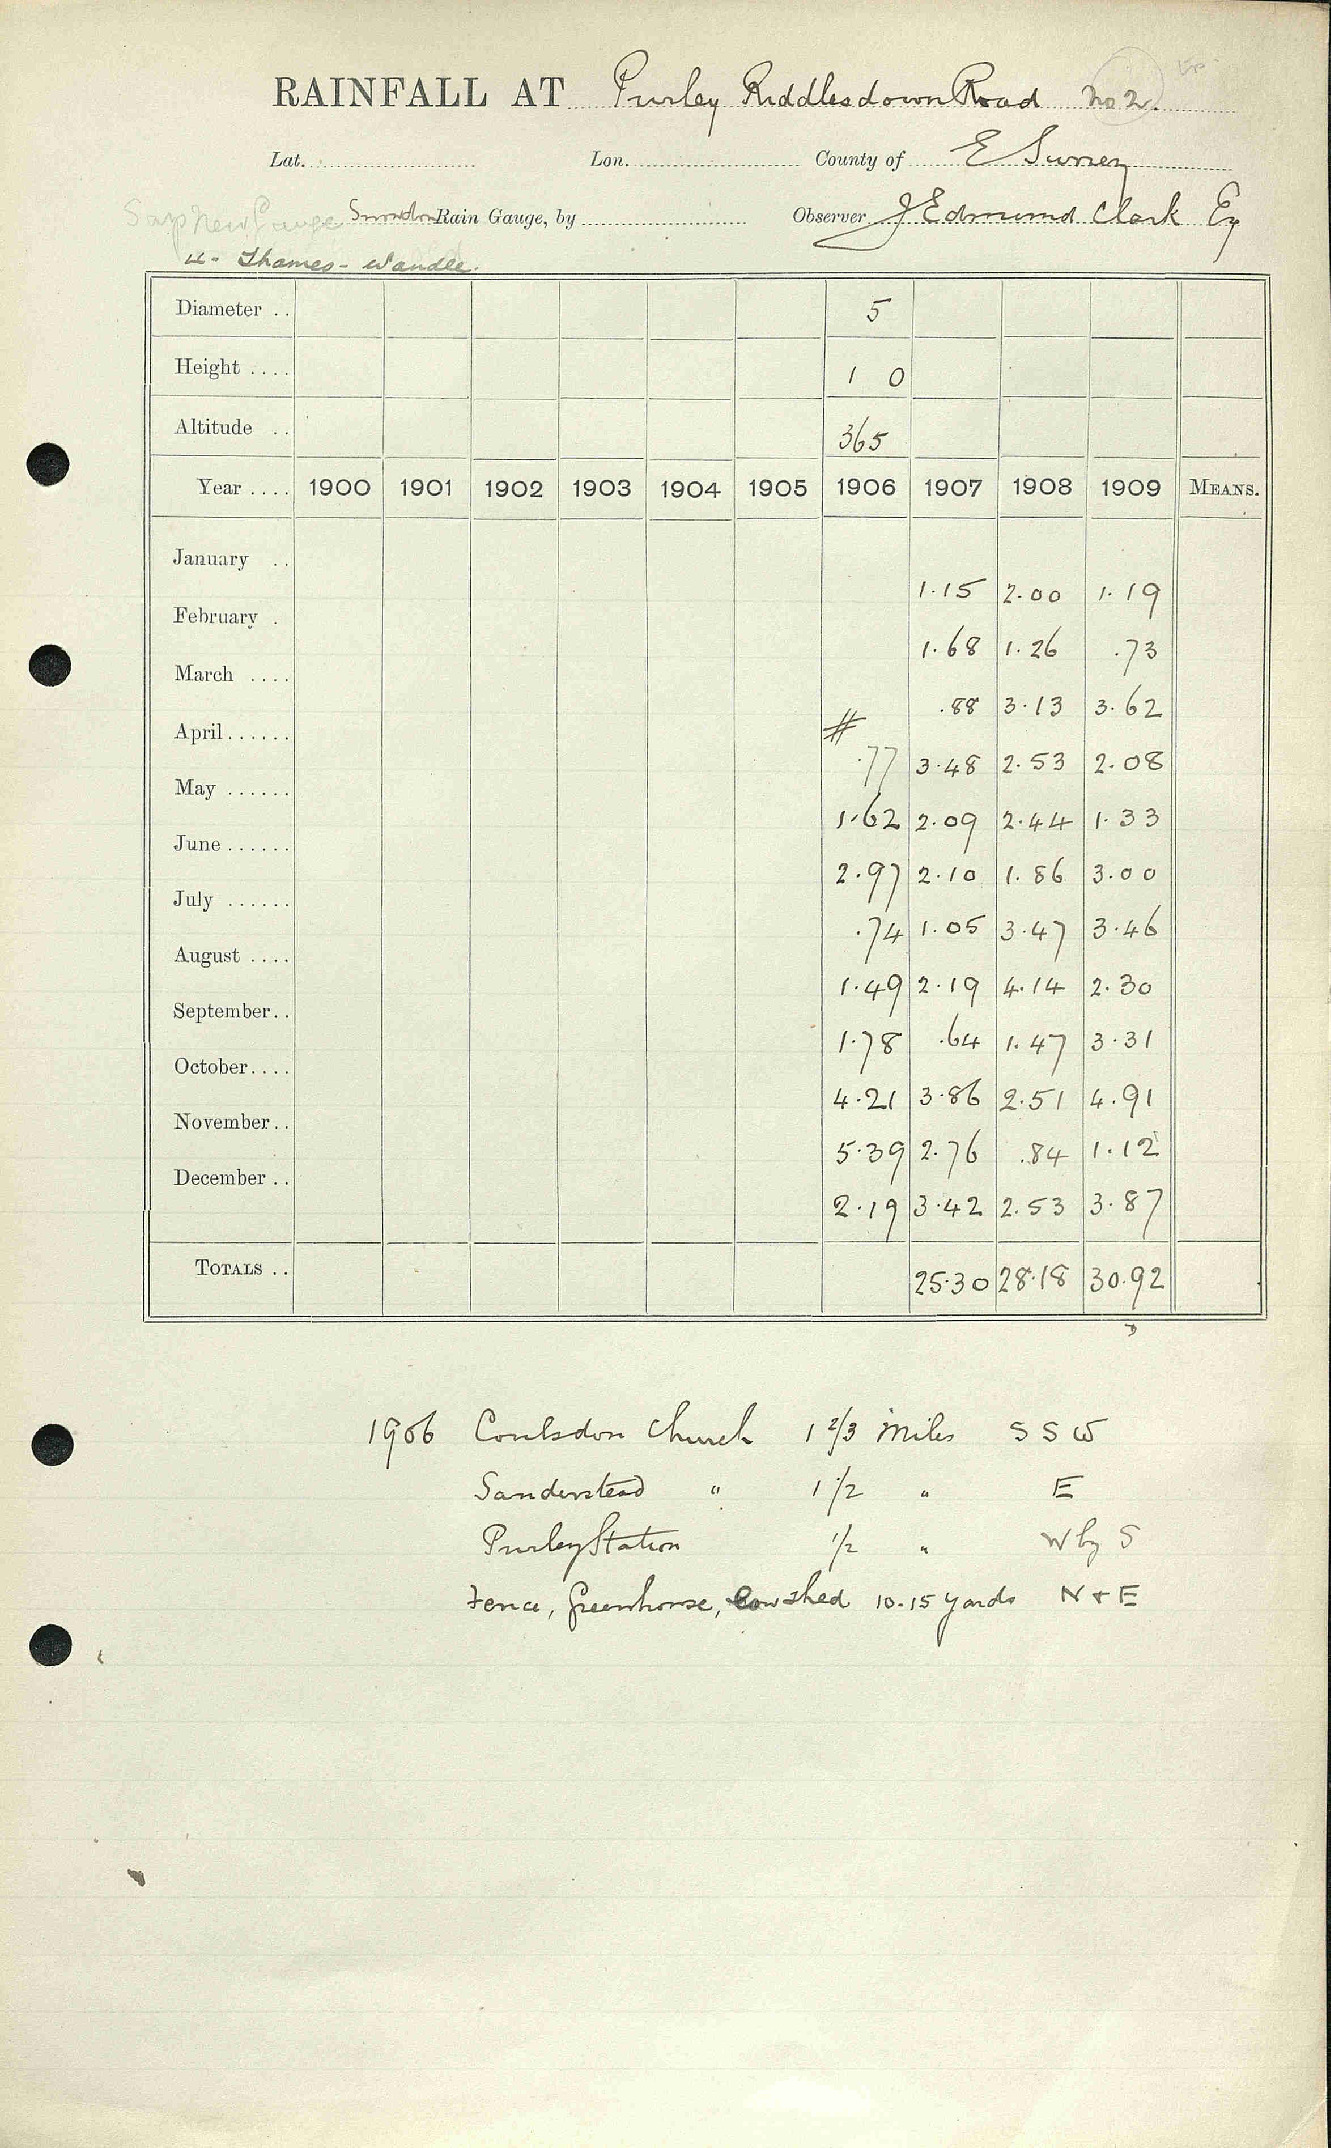 RAINFALL AT Purley Riddlesdown Road No 2.
Lat. Lon. County of E Surrey
Says New Gauge Snowdon Rain Gauge, by Observer J Edmund Clark Esq
4 - Thames - Wandle.
Diameter .. 5
Height .... 1 0
Altitude .. 365
Year .... 1900 1901 1902 1903 1904 1905 1906 1907 1908 1909 MEANS.
January .. 1.15 2.00 1.19
February . 1.68 1.26 .73
March .... .88 3.13 3.62
April...... # .77 3.48 2.53 2.08
May ...... 1.62 2.09 2.44 1.33
June ...... 2.97 2.10 1.86 3.00
July ...... .74 1.05 3.47 3.46
August .... 1.49 2.19 4.14 2.30
September.. 1.78 .64 1.47 3.31
October.... 4.21 3.86 2.51 4.91
November.. 5.39 2.76 .84 1.12
December .. 2.19 3.42 2.53 3.87
TOTALS .. 25.30 28.18 30.92
1906 Coulsdon Church 1 2/3 Miles S S W
Sanderstead " 1 1/2 " E
Purley Station 1/2 " W by S
Fence, Greenhouse, Cowshed 10-15 yards N + E